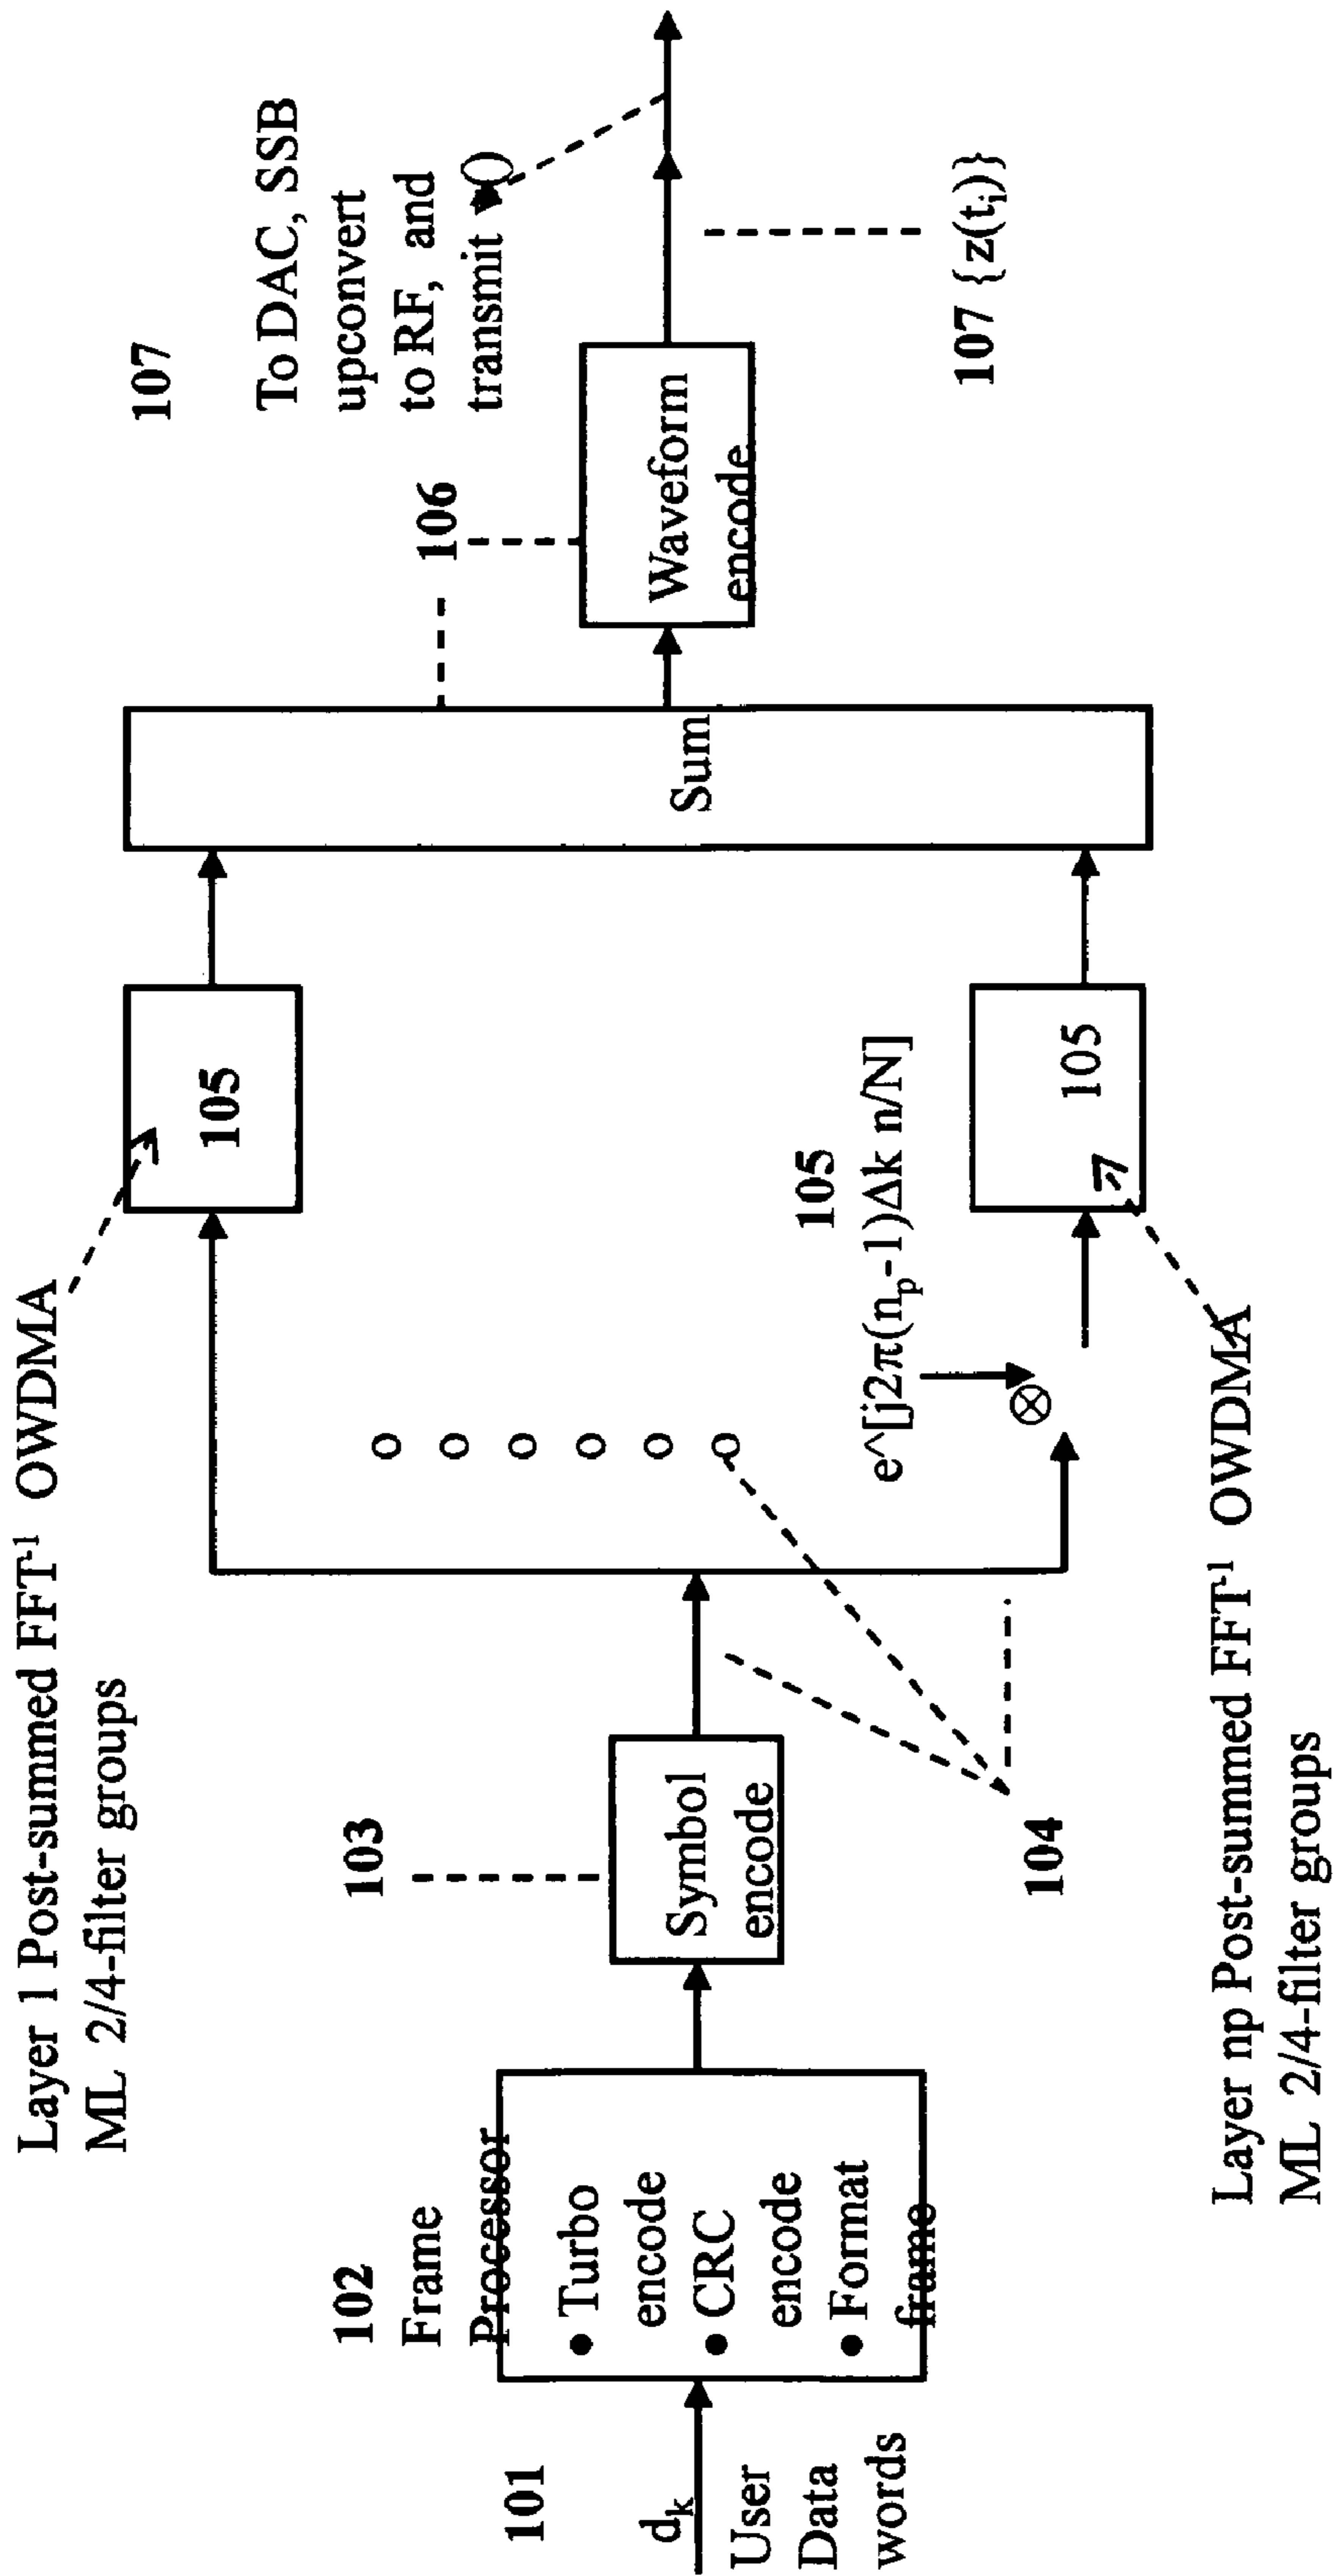 Layer 1 Post-summed FFT⁻¹ OWDMA
ML 2/4-filter groups
101
dₖ
User
Data
words
102
Frame
Processor
• Turbo
encode
• CRC
encode
• Format
frame
103
Symbol
encode
104
105
105
e^[j2π(nₚ-1)Δk n/N]
105
Layer np Post-summed FFT⁻¹ OWDMA
ML 2/4-filter groups
Sum
106
Waveform
encode
107
To DAC, SSB
upconvert
to RF, and
transmit
107 {z(tᵢ)}